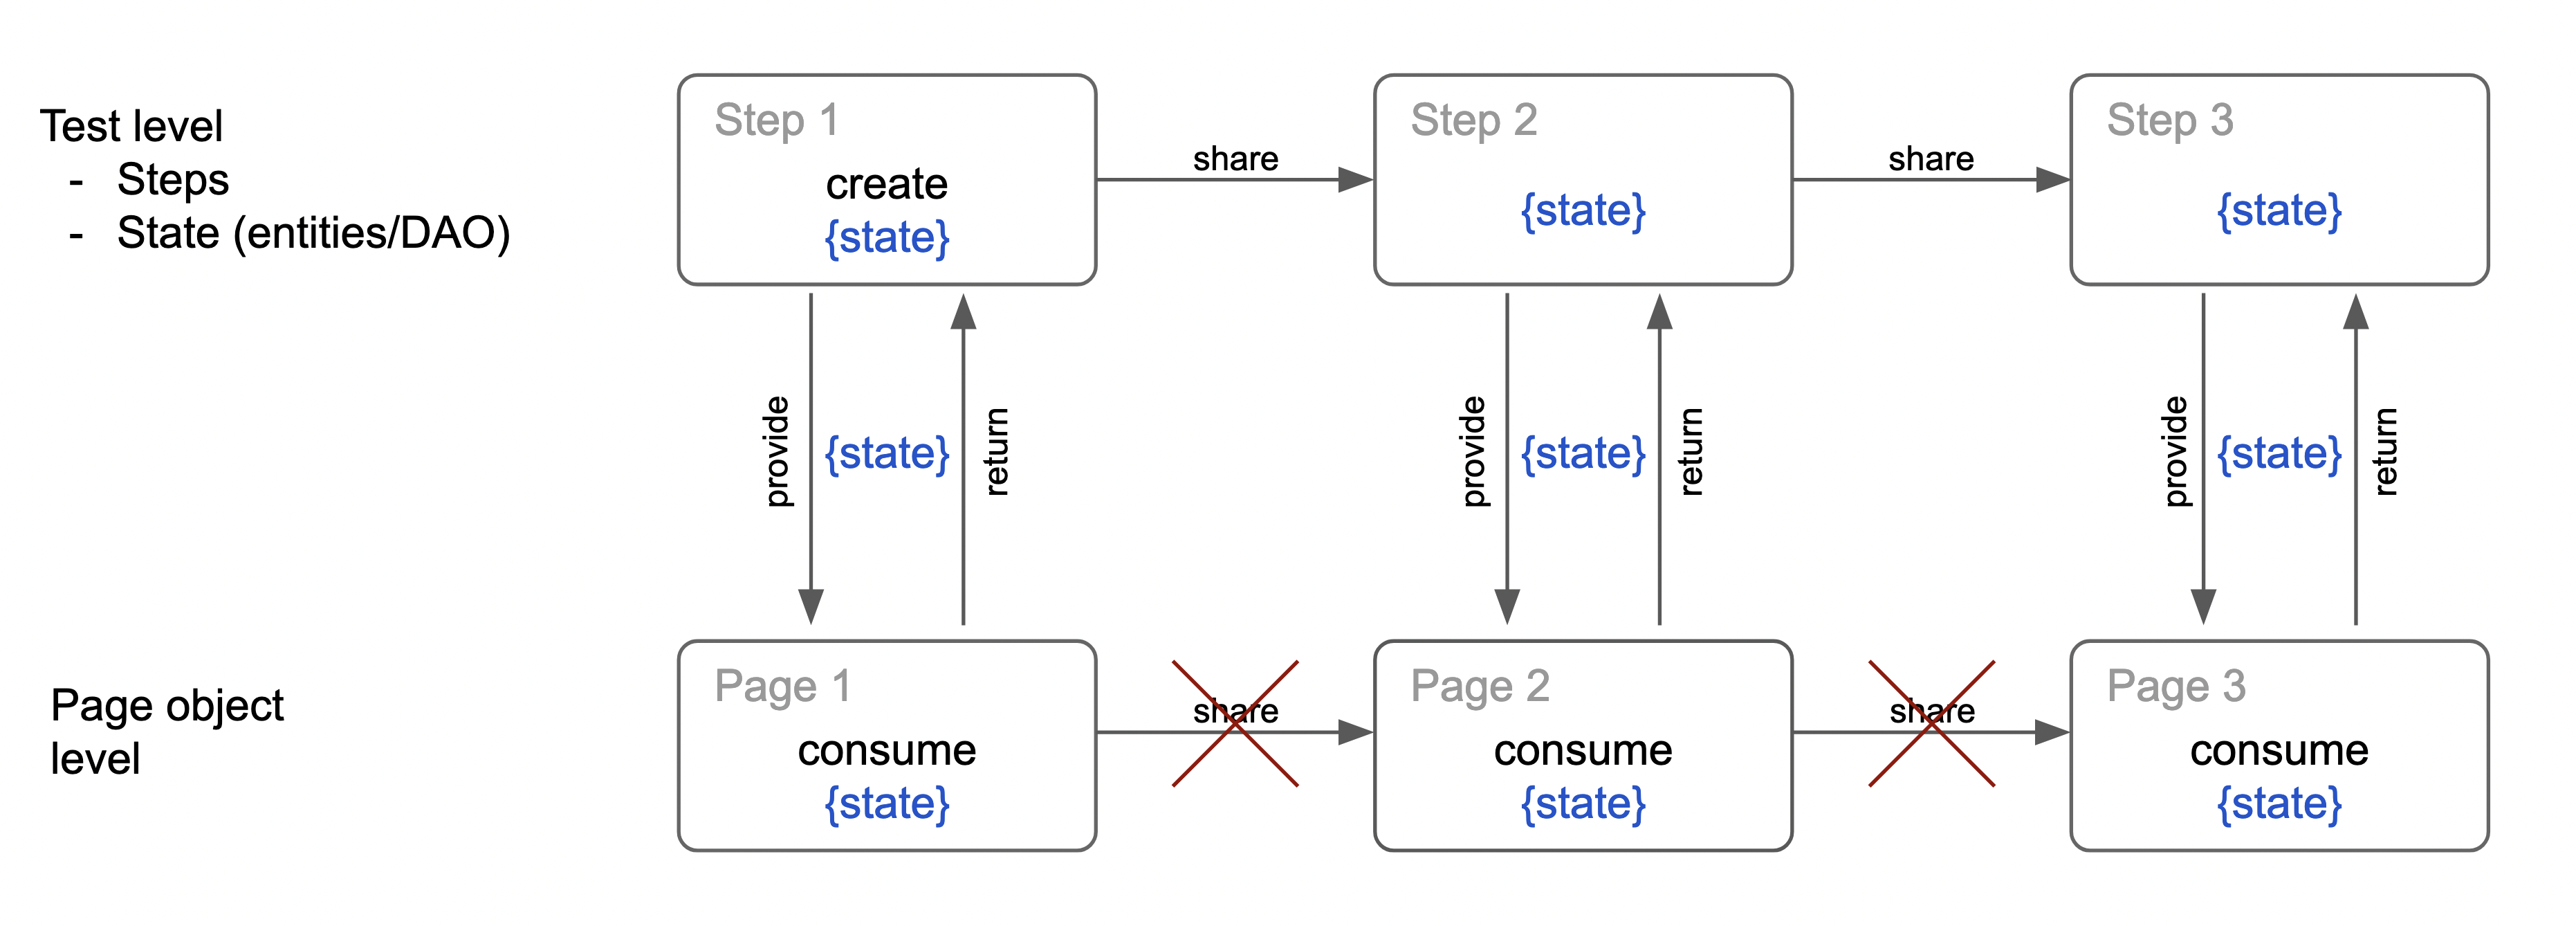 Test level
- Steps
- State (entities/DAO)
Step 1
create
{state}
share
Step 2
{state}
share
Step 3
{state}
provide
{state}
return
provide
{state}
return
provide
{state}
return
Page object
level
Page 1
consume
{state}
share
Page 2
consume
{state}
share
Page 3
consume
{state}